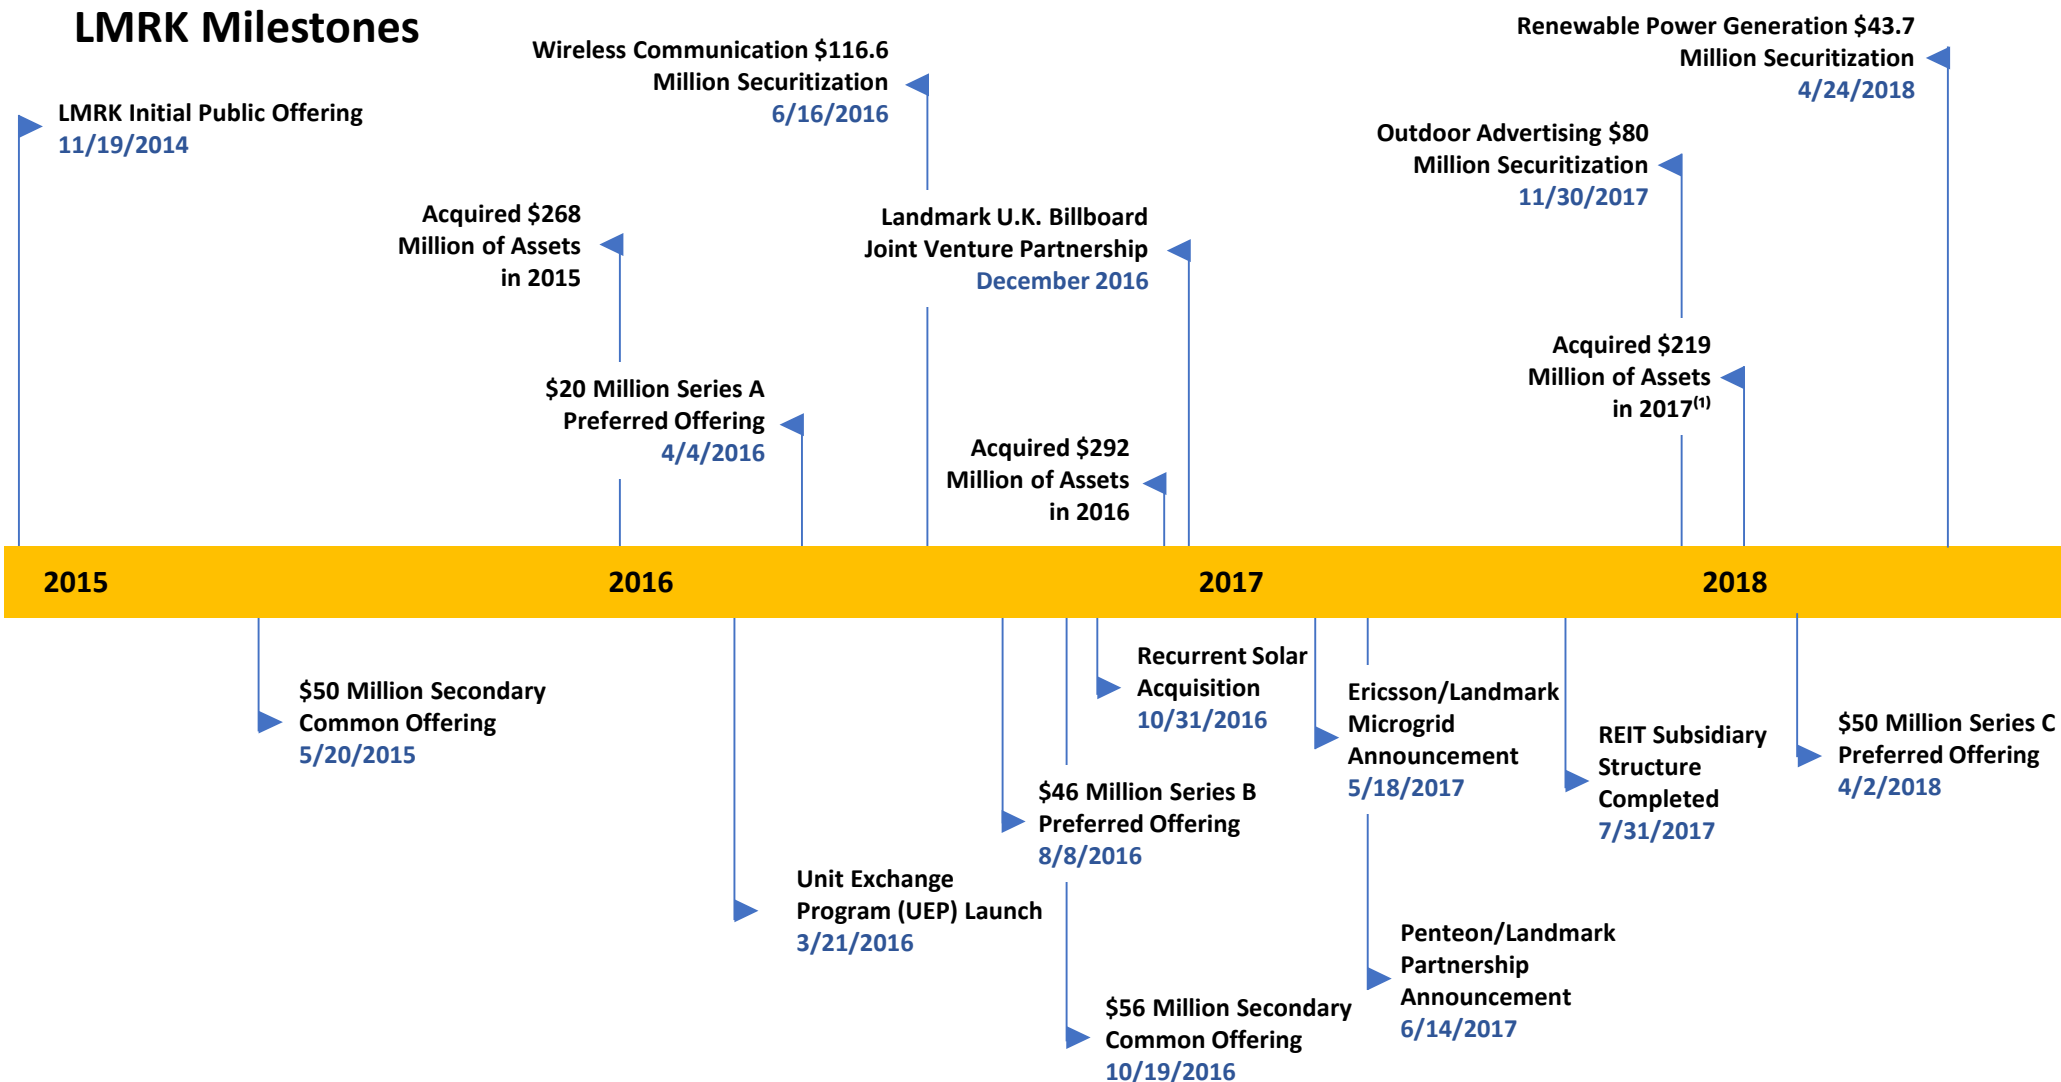 LMRK Milestones
LMRK Initial Public Offering
11/19/2014
Acquired $268
Million of Assets
in 2015
Wireless Communication $116.6
Million Securitization
6/16/2016
$20 Million Series A
Preferred Offering
4/4/2016
Landmark U.K. Billboard
Joint Venture Partnership
December 2016
Acquired $292
Million of Assets
in 2016
Renewable Power Generation $43.7
Million Securitization
4/24/2018
Outdoor Advertising $80
Million Securitization
11/30/2017
Acquired $219
Million of Assets
in 2017⁽¹⁾
2015 2016 2017 2018
$50 Million Secondary
Common Offering
5/20/2015
Unit Exchange
Program (UEP) Launch
3/21/2016
Recurrent Solar
Acquisition
10/31/2016
$46 Million Series B
Preferred Offering
8/8/2016
$56 Million Secondary
Common Offering
10/19/2016
Ericsson/Landmark
Microgrid
Announcement
5/18/2017
Penteon/Landmark
Partnership
Announcement
6/14/2017
REIT Subsidiary
Structure
Completed
7/31/2017
$50 Million Series C
Preferred Offering
4/2/2018